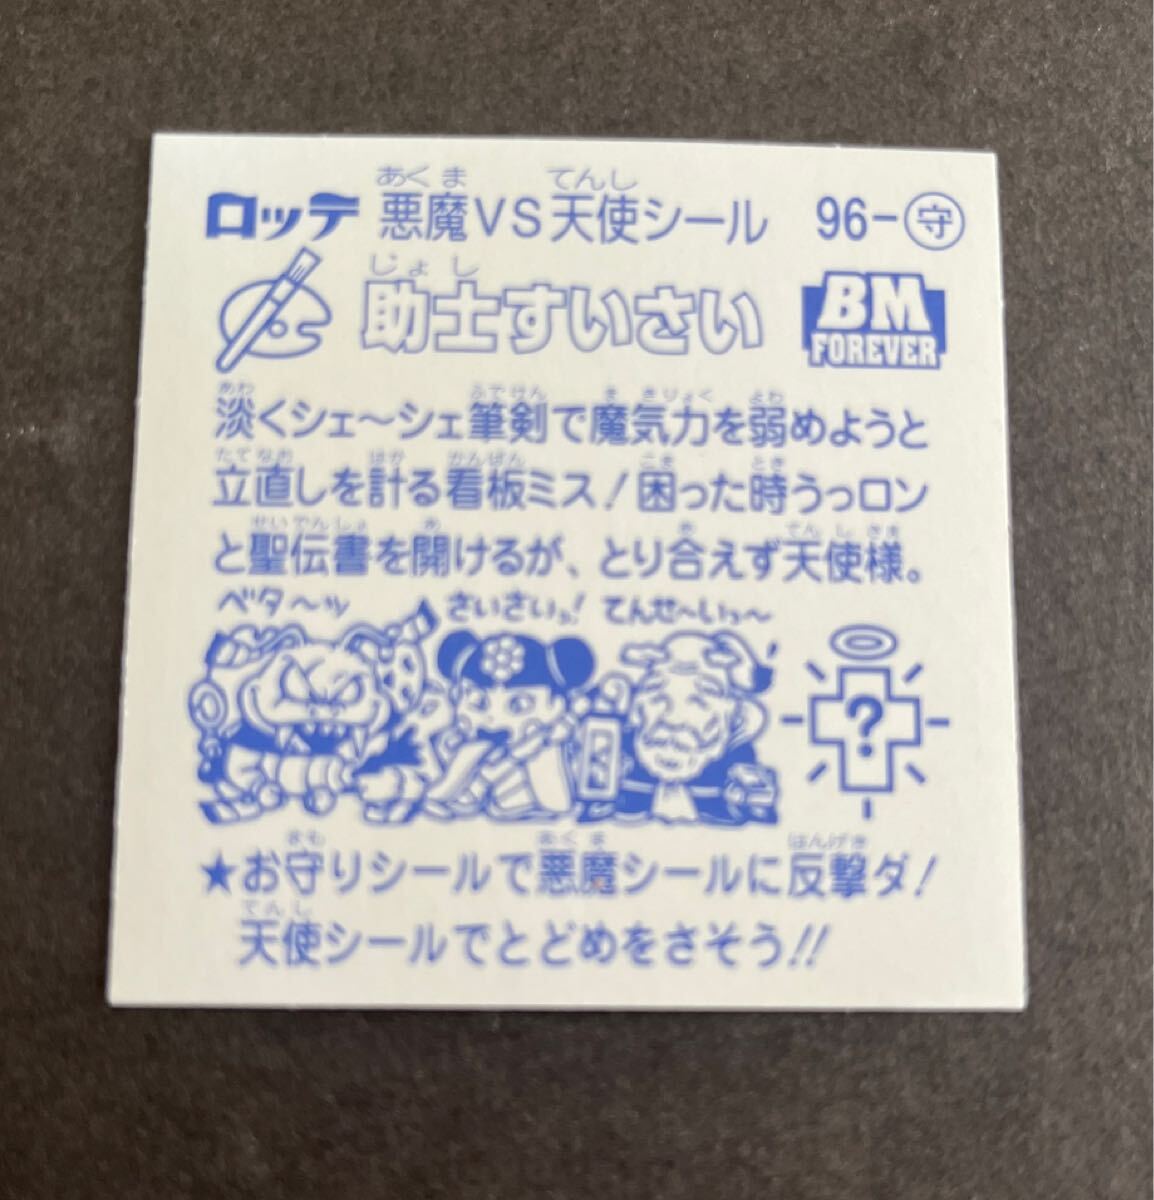 ロッテ 悪魔VS天使シール 96-守
あくま てんし
助士すいさい
じょし
BM
FOREVER
淡くシェ〜シェ筆剣で魔気力を弱めようと
あわ ふでけん ま きりょく よわ
立直しを計る看板ミス!困った時うっロン
たてなお はか かんばん こま とき
と聖伝書を開けるが、とり合えず天使様。
せいでんしょ あ あ てんしさま
ベタ〜ッ さいさいっ! てんせ〜いっ〜
?
★お守りシールで悪魔シールに反撃ダ!
まも あくま はんげき
天使シールでとどめをさそう!!
てんし